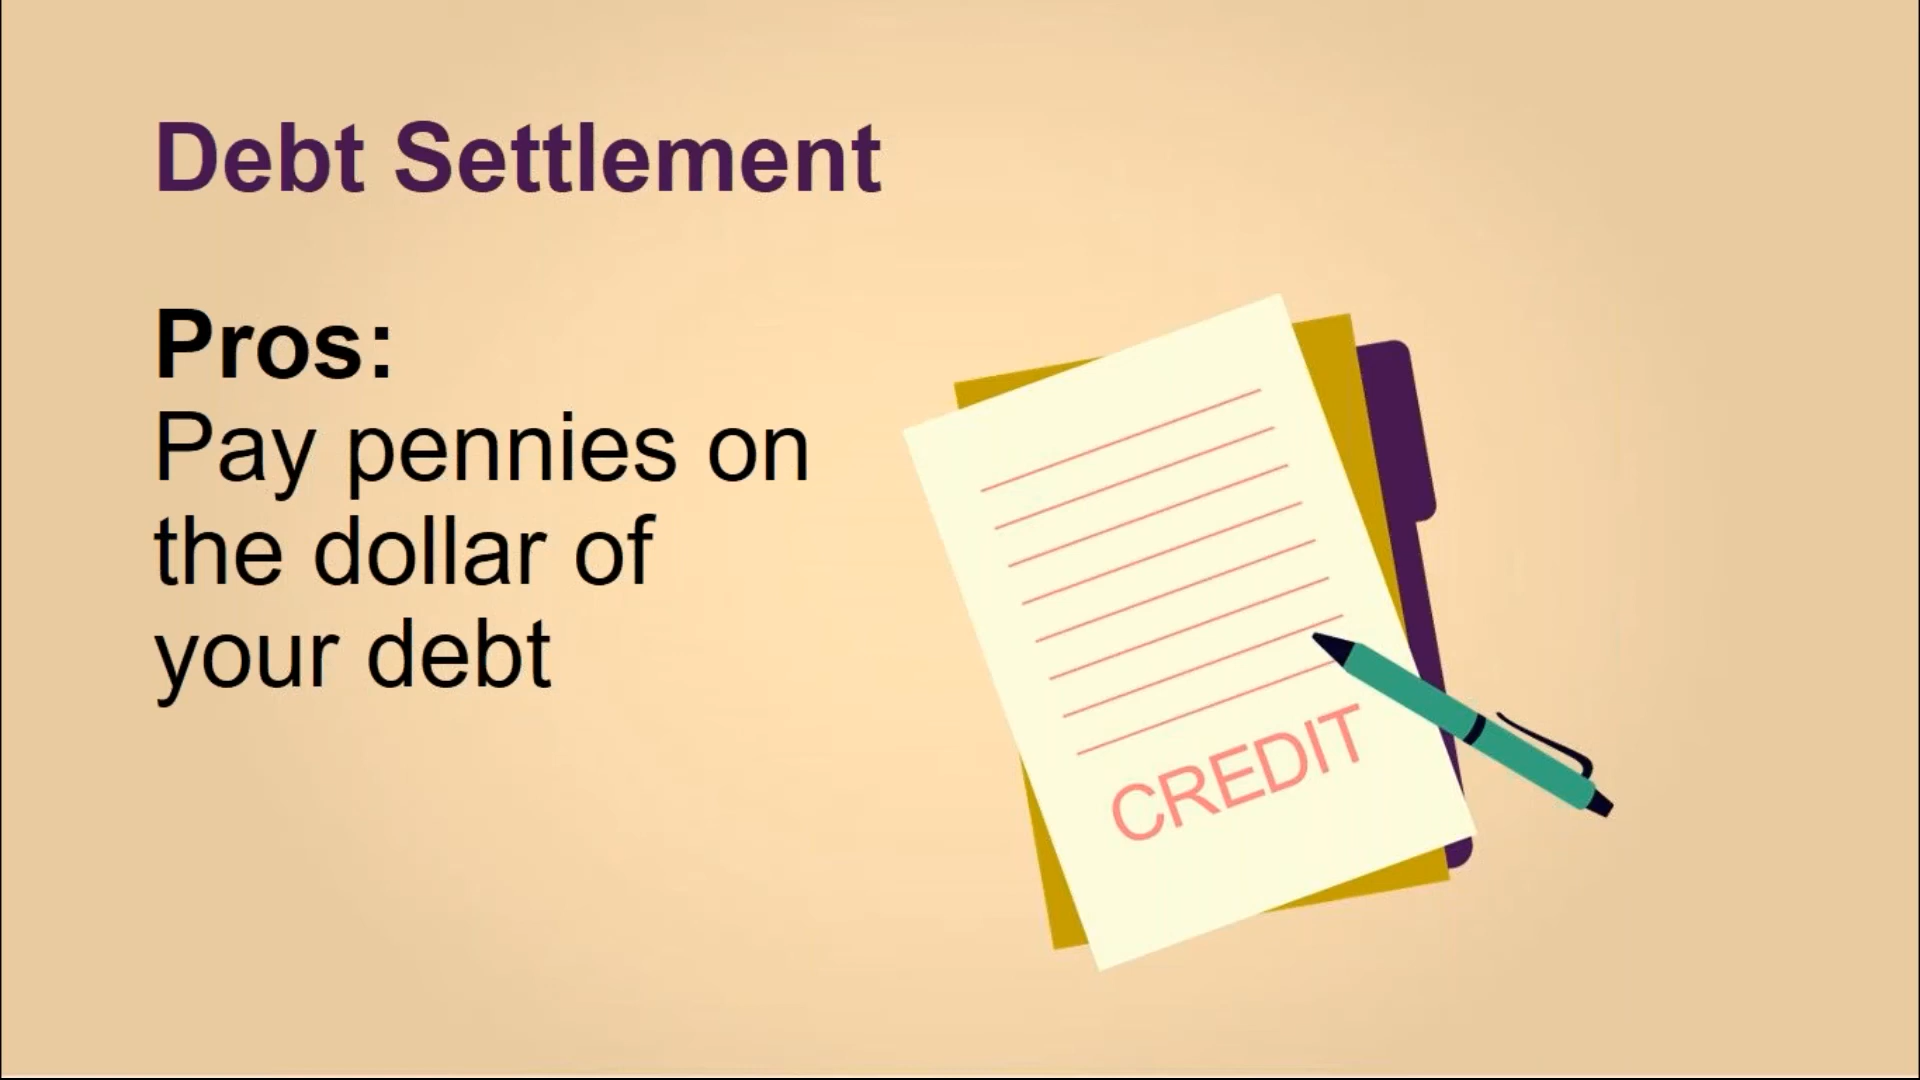 Debt Settlement
Pros:
Pay pennies on
the dollar of
your debt
CREDIT